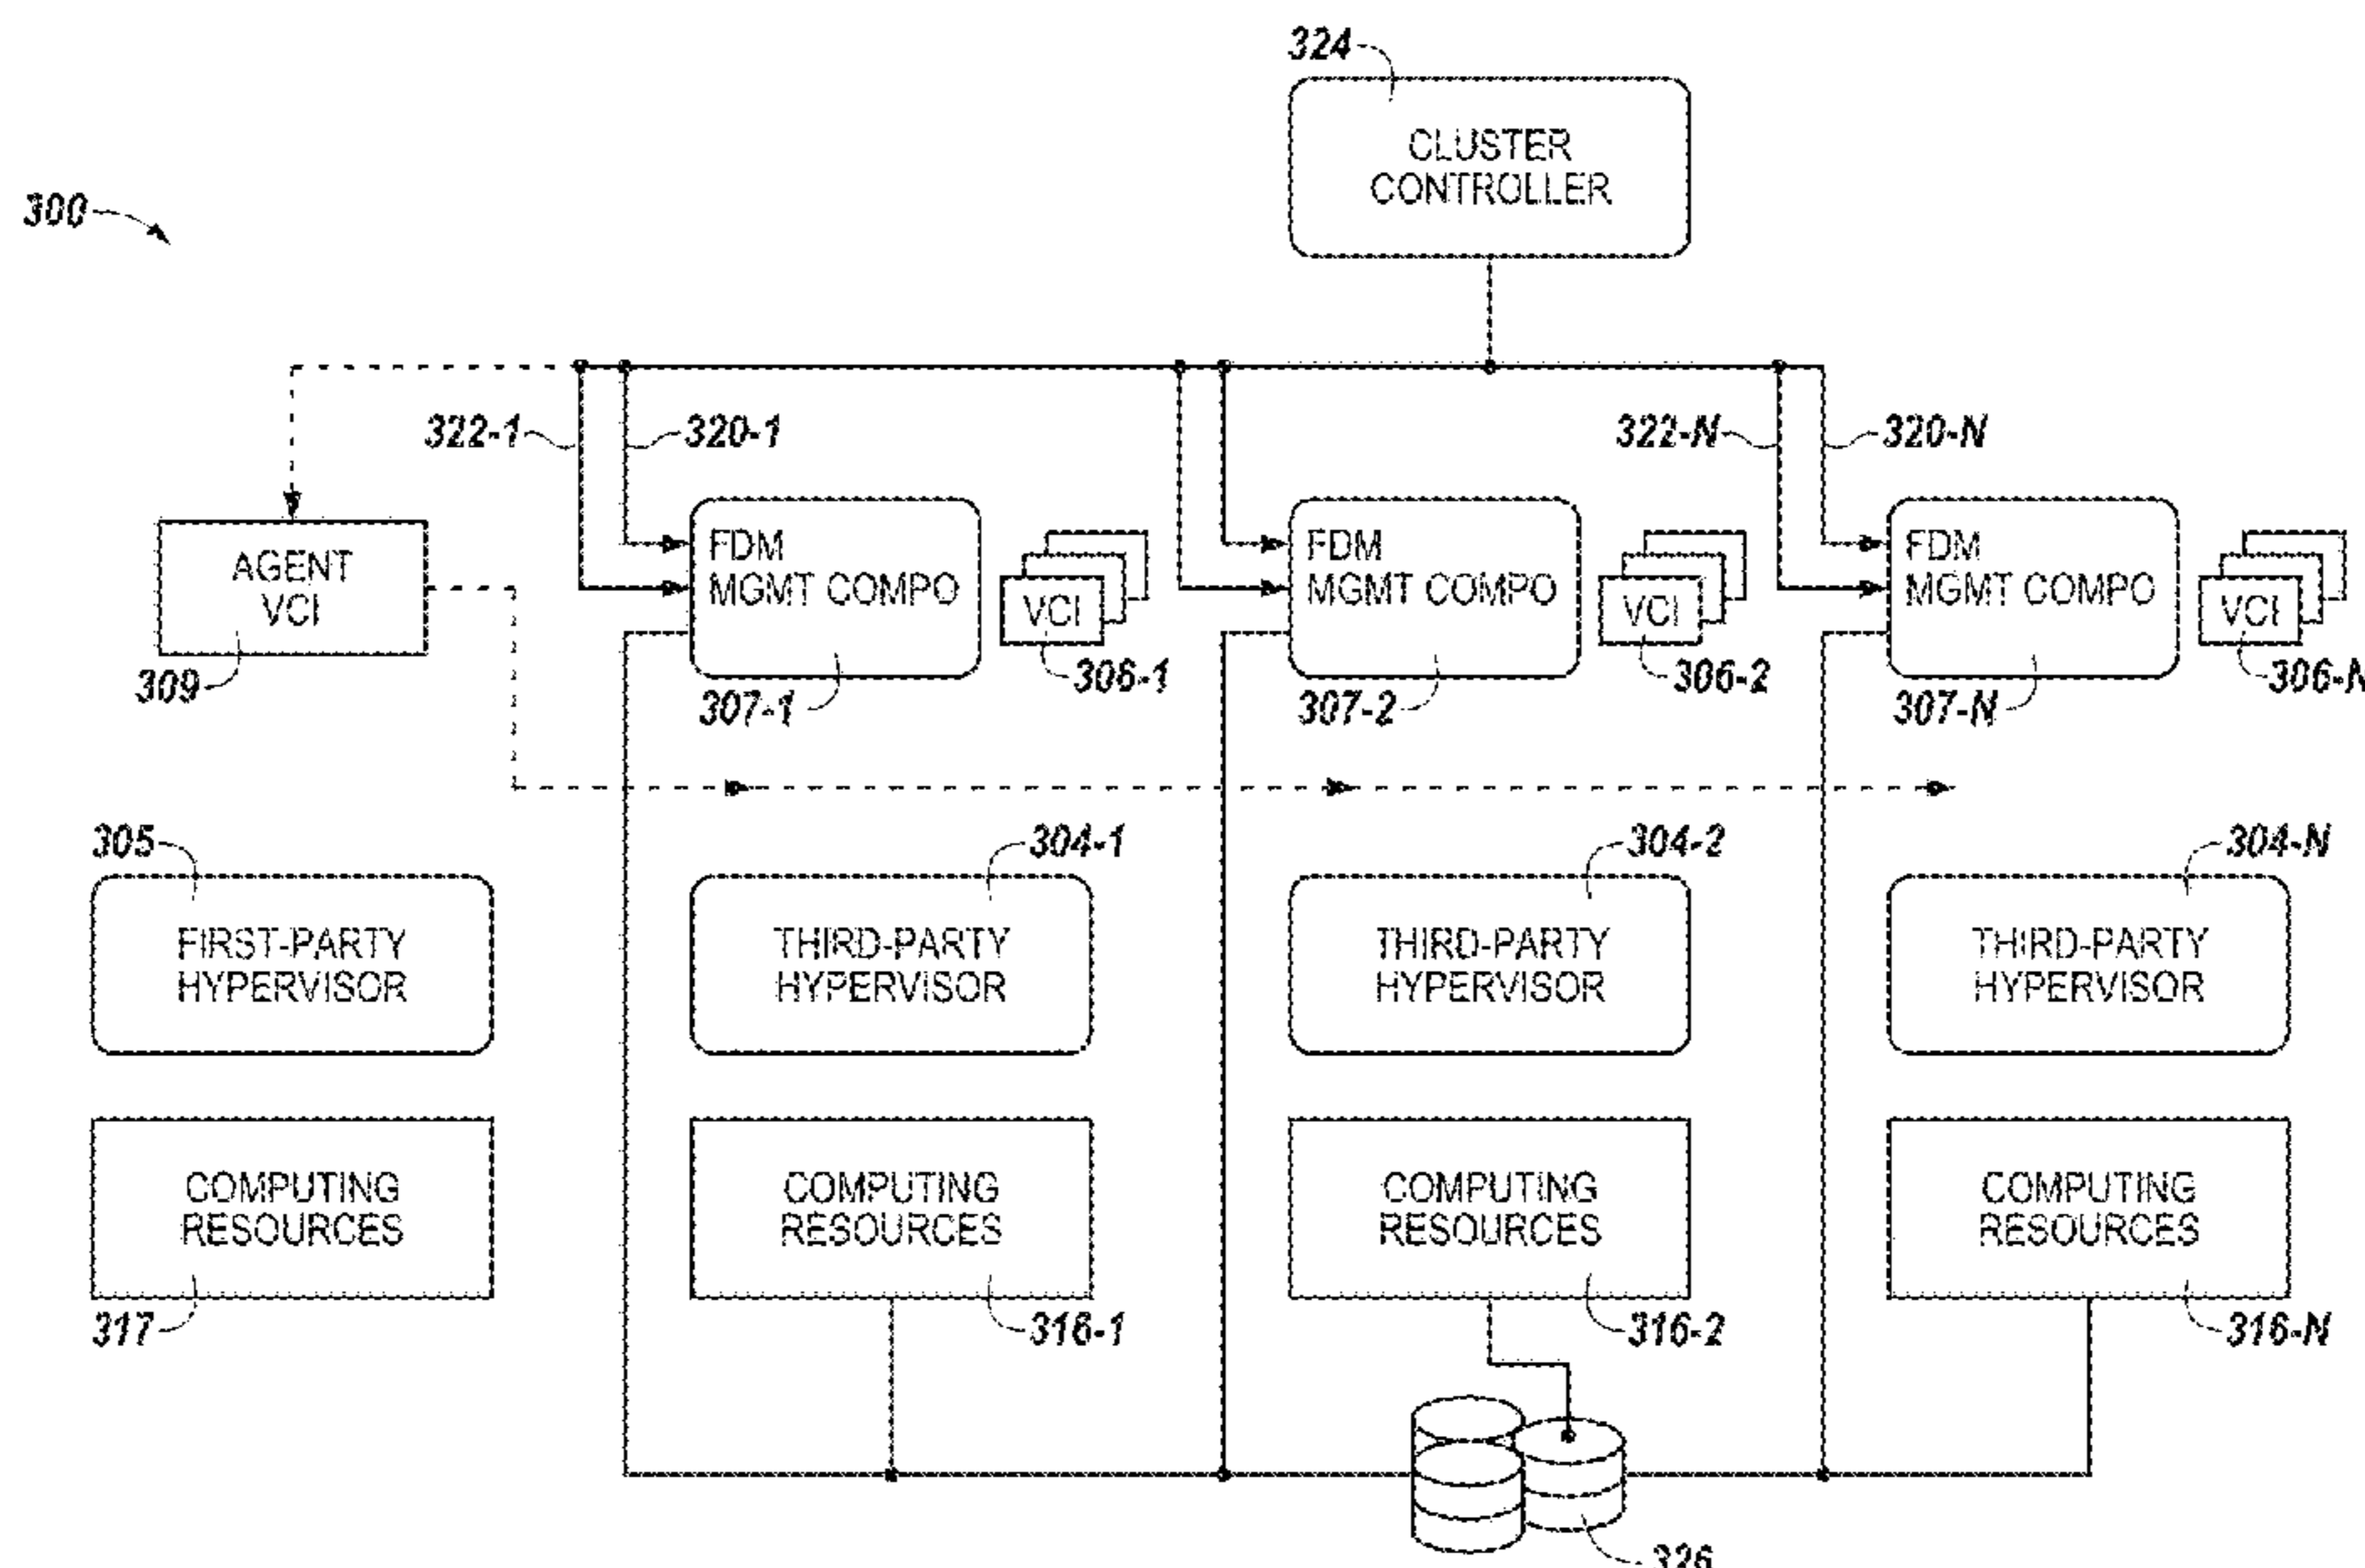 324
CLUSTER
CONTROLLER
300
322-1
320-1
322-N
320-N
AGENT
VCI
309
FDM
MGMT COMPO
307-1
VCI
306-1
FDM
MGMT COMPO
307-2
VCI
306-2
FDM
MGMT COMPO
307-N
VCI
306-N
305
304-1
304-2
304-N
FIRST-PARTY
HYPERVISOR
THIRD-PARTY
HYPERVISOR
THIRD-PARTY
HYPERVISOR
THIRD-PARTY
HYPERVISOR
COMPUTING
RESOURCES
317
COMPUTING
RESOURCES
316-1
COMPUTING
RESOURCES
316-2
COMPUTING
RESOURCES
316-N
326